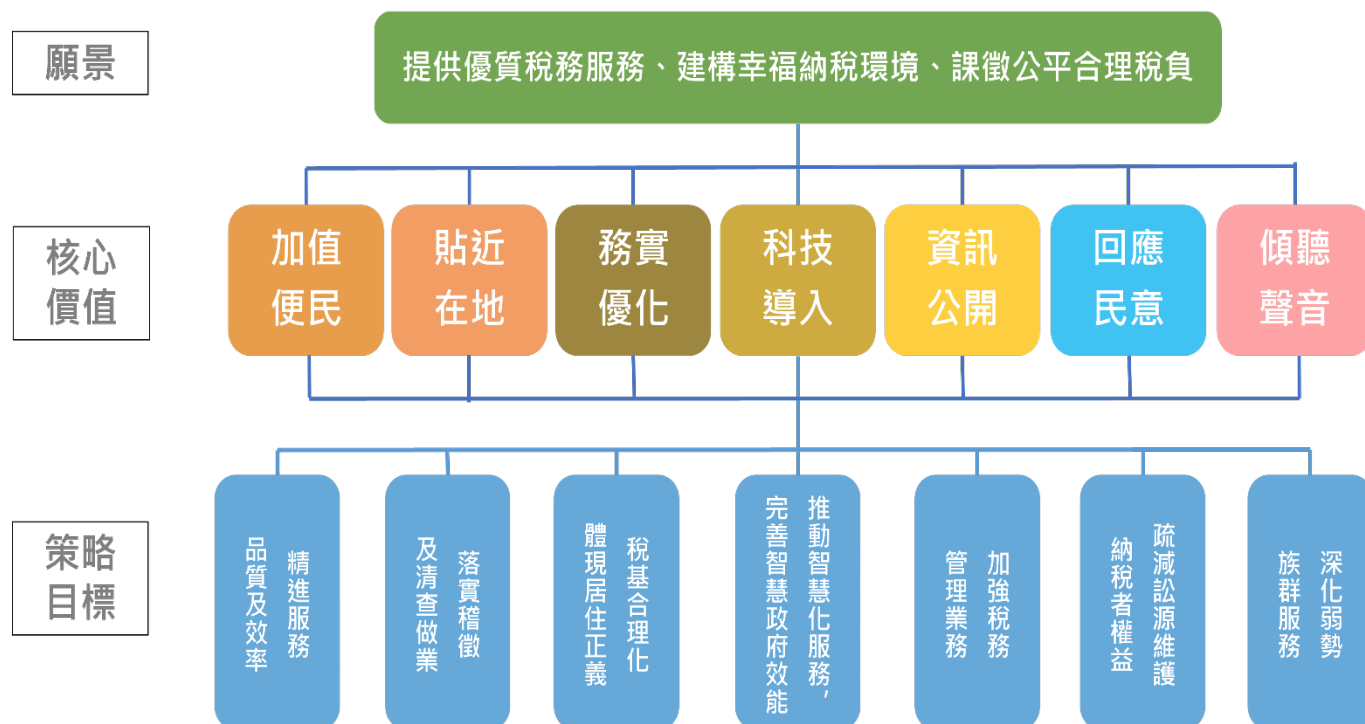 願景
提供優質稅務服務、建構幸福納稅環境、課徵公平合理稅負
核心
價值
加值
便民
貼近
在地
務實
優化
科技
導入
資訊
公開
回應
民意
傾聽
聲音
策略
目標
精進服務
品質及效率
落實稽徵
及清查做業
稅基合理化
體現居住正義
推動智慧化服務,
完善智慧政府效能
加強稅務
管理業務
疏減訟源維護
納稅者權益
深化弱勢
族群服務